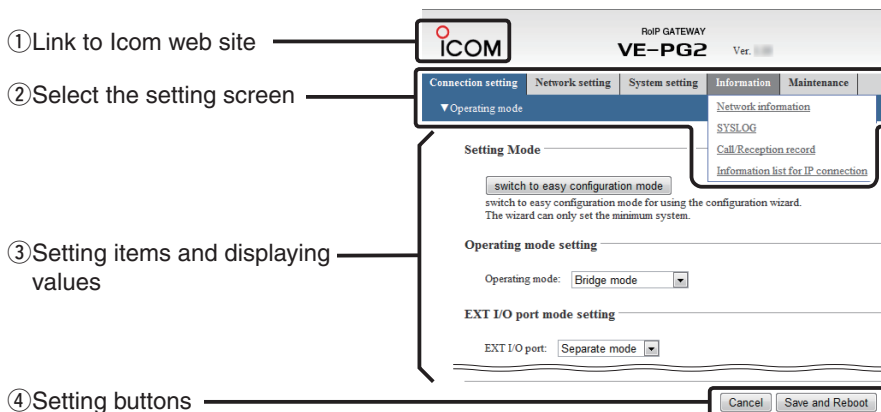 ①Link to Icom web site
ICOM
RoIP GATEWAY
VE-PG2 Ver.
②Select the setting screen
Connection setting Network setting System setting Information Maintenance
▼Operating mode
Network information
SYSLOG
Call/Reception record
Information list for IP connection
③Setting items and displaying
values
Setting Mode
switch to easy configuration mode
switch to easy configuration mode for using the configuration wizard.
The wizard can only set the minimum system.
Operating mode setting
Operating mode: Bridge mode
EXT I/O port mode setting
EXT I/O port: Separate mode
④Setting buttons
Cancel Save and Reboot